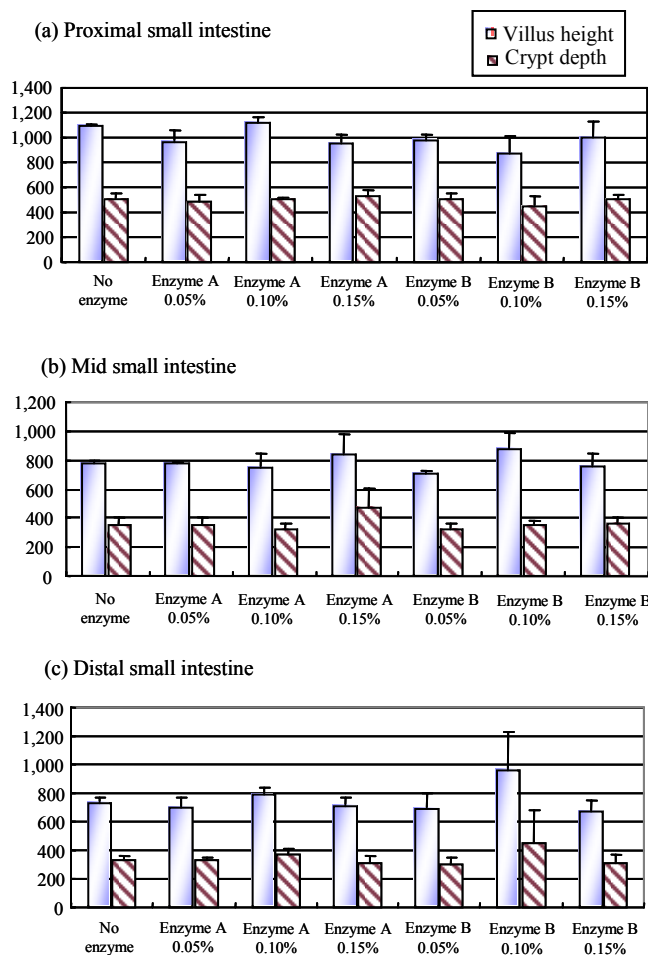 (a) Proximal small intestine
Villus height
Crypt depth
1,400
1,200
1,000
800
600
400
200
0
No enzyme
Enzyme A 0.05%
Enzyme A 0.10%
Enzyme A 0.15%
Enzyme B 0.05%
Enzyme B 0.10%
Enzyme B 0.15%
(b) Mid small intestine
1,200
1,000
800
600
400
200
0
No enzyme
Enzyme A 0.05%
Enzyme A 0.10%
Enzyme A 0.15%
Enzyme B 0.05%
Enzyme B 0.10%
Enzyme B 0.15%
(c) Distal small intestine
1,400
1,200
1,000
800
600
400
200
0
No enzyme
Enzyme A 0.05%
Enzyme A 0.10%
Enzyme A 0.15%
Enzyme B 0.05%
Enzyme B 0.10%
Enzyme B 0.15%